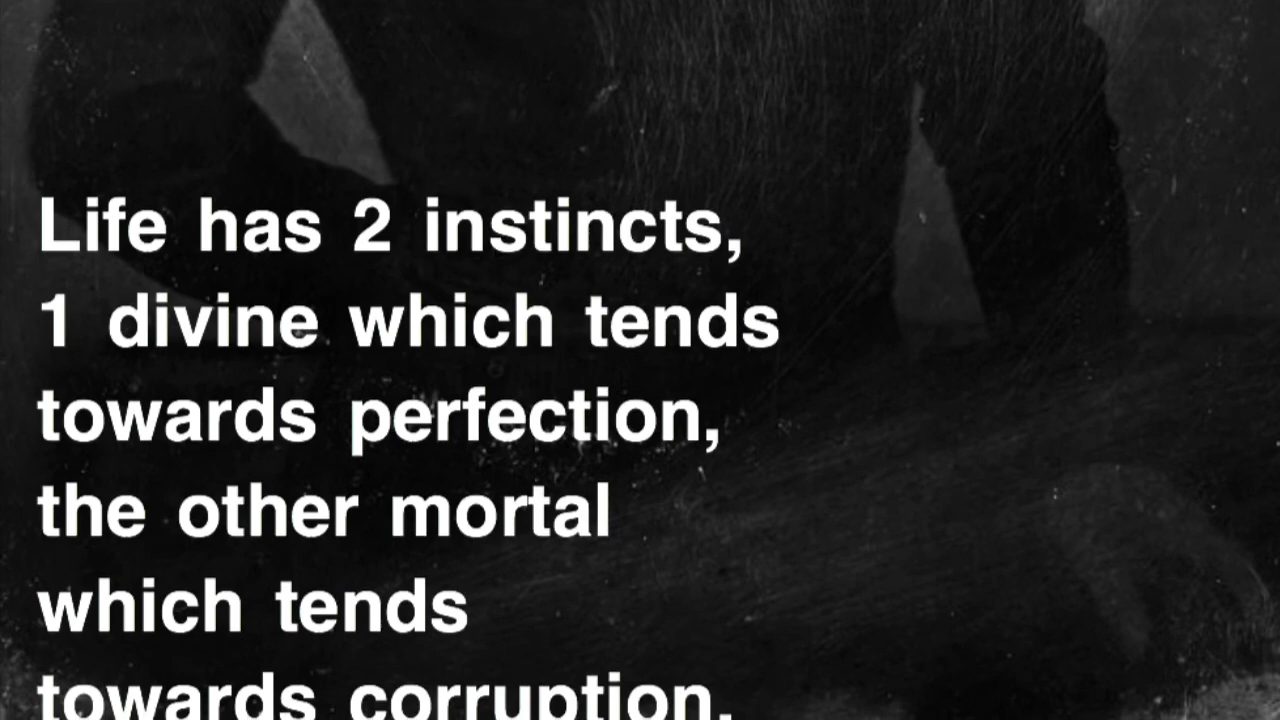 Life has 2 instincts,
1 divine which tends
towards perfection,
the other mortal
which tends
towards corruption.